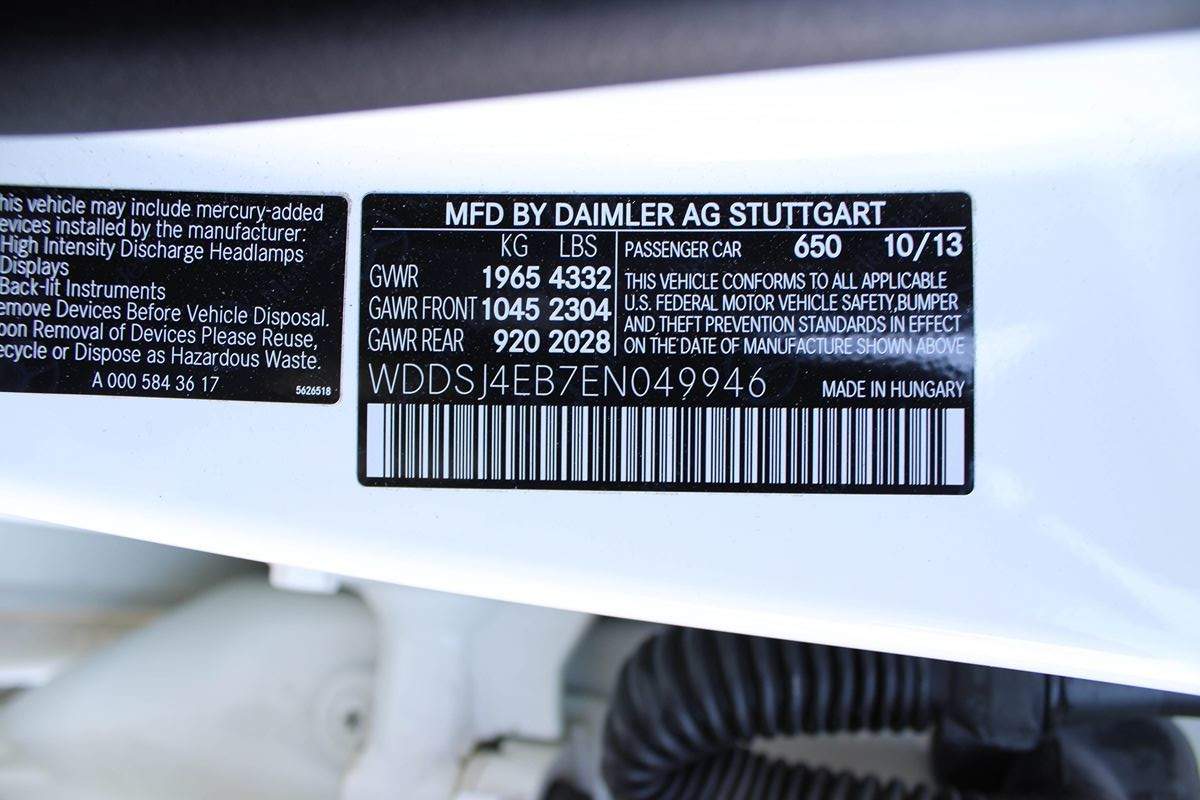 his vehicle may include mercury-added
evices installed by the manufacturer:
High Intensity Discharge Headlamps
Displays
Back-lit Instruments
emove Devices Before Vehicle Disposal.
pon Removal of Devices Please Reuse,
ecycle or Dispose as Hazardous Waste.
A 000 584 36 17
5626518
MFD BY DAIMLER AG STUTTGART
KG LBS
GVWR 1965 4332
GAWR FRONT 1045 2304
GAWR REAR 920 2028
PASSENGER CAR 650 10/13
THIS VEHICLE CONFORMS TO ALL APPLICABLE
U.S. FEDERAL MOTOR VEHICLE SAFETY,BUMPER
AND THEFT PREVENTION STANDARDS IN EFFECT
ON THE DATE OF MANUFACTURE SHOWN ABOVE
WDDSJ4EB7EN049946
MADE IN HUNGARY